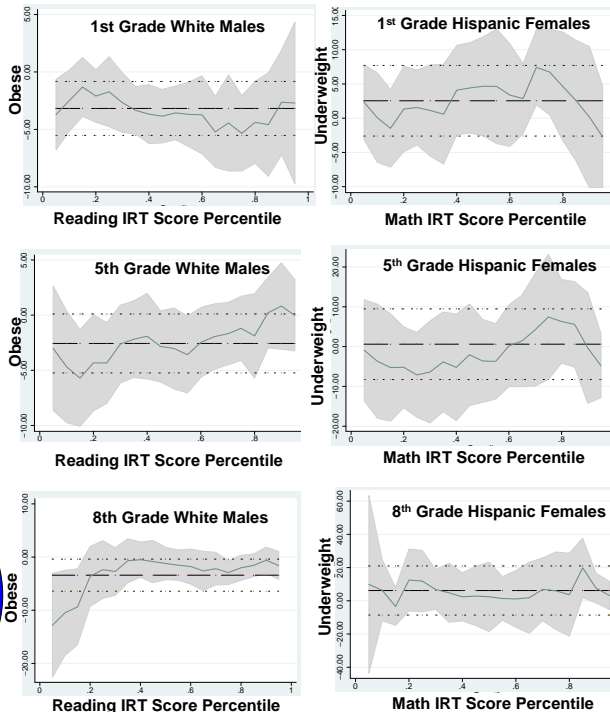 1st Grade White Males
Obese
5.00
0.00
-5.00
-10.00
0 .2 .4 .6 .8 1
Reading IRT Score Percentile
1st Grade Hispanic Females
Underweight
15.00
10.00
5.00
0.00
-5.00
-10.00
0 .2 .4 .6 .8
Math IRT Score Percentile
5th Grade White Males
Obese
5.00
0.00
-5.00
-10.00
0 .2 .4 .6 .8 1
Reading IRT Score Percentile
5th Grade Hispanic Females
Underweight
20.00
10.00
0.00
-10.00
-20.00
0 .2 .4 .6 .8
Math IRT Score Percentile
8th Grade White Males
Obese
10.00
0.00
-10.00
-20.00
0 .2 .4 .6 .8 1
Reading IRT Score Percentile
8th Grade Hispanic Females
Underweight
60.00
40.00
20.00
0.00
-20.00
-40.00
0 .2 .4 .6 .8
Math IRT Score Percentile